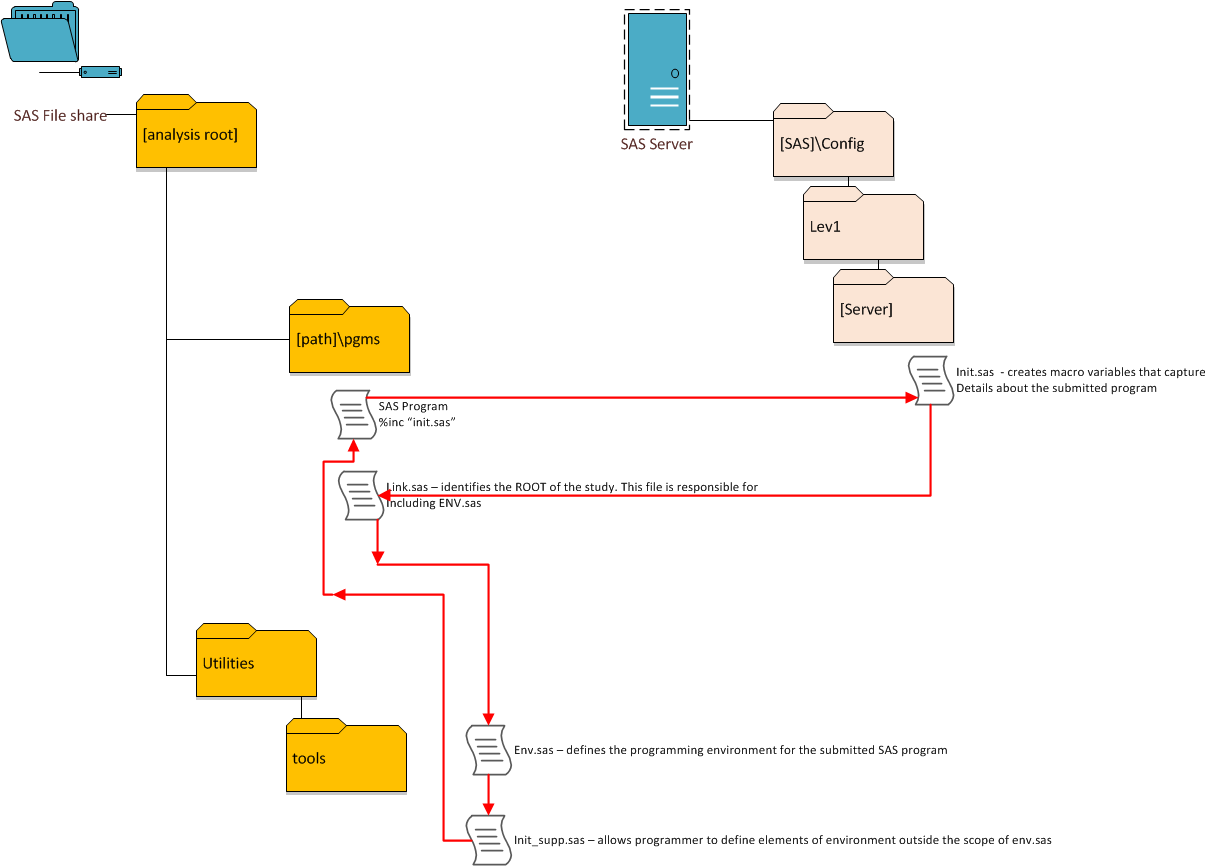 SAS File share
[analysis root]
SAS Server
[SAS]\Config
Lev1
[Server]
[path]\pgms
Init.sas - creates macro variables that capture
Details about the submitted program
SAS Program
%inc “init.sas”
Link.sas – identifies the ROOT of the study. This file is responsible for
Including ENV.sas
Utilities
tools
Env.sas – defines the programming environment for the submitted SAS program
Init_supp.sas – allows programmer to define elements of environment outside the scope of env.sas